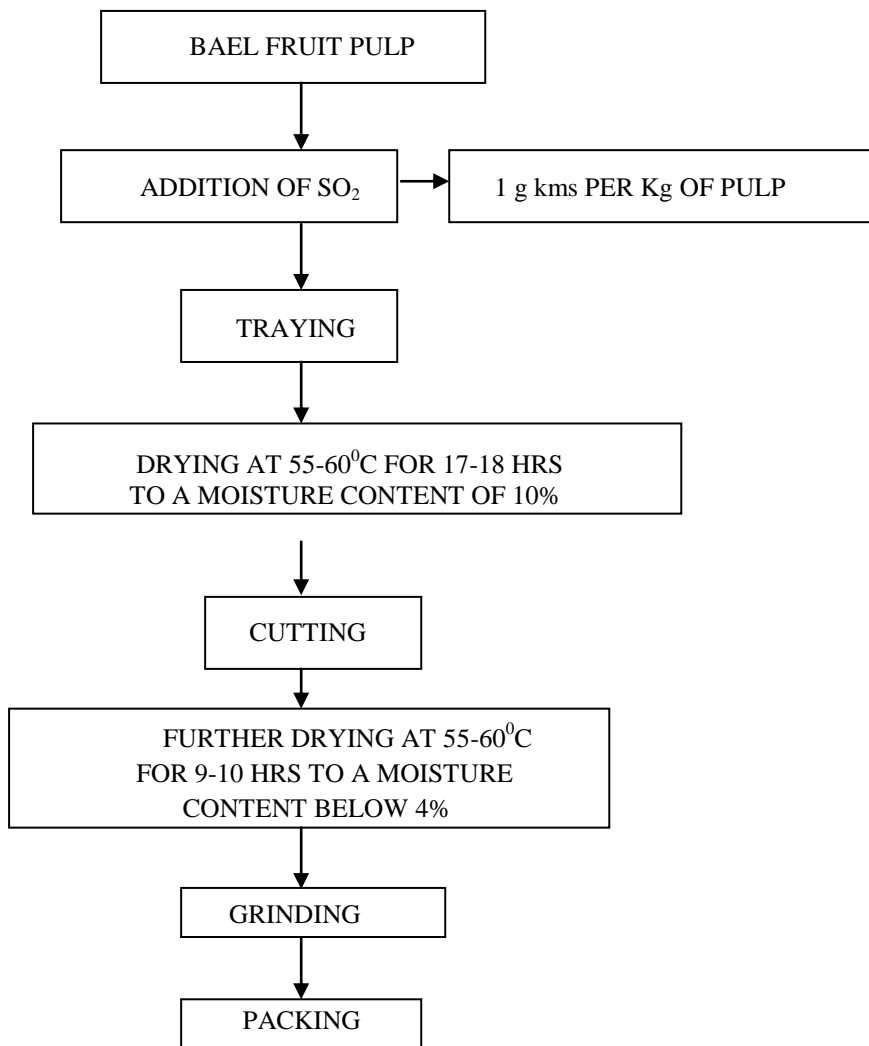 BAEL FRUIT PULP
ADDITION OF SO₂
1 g kms PER Kg OF PULP
TRAYING
DRYING AT 55-60⁰C FOR 17-18 HRS
TO A MOISTURE CONTENT OF 10%
CUTTING
FURTHER DRYING AT 55-60⁰C
FOR 9-10 HRS TO A MOISTURE
CONTENT BELOW 4%
GRINDING
PACKING